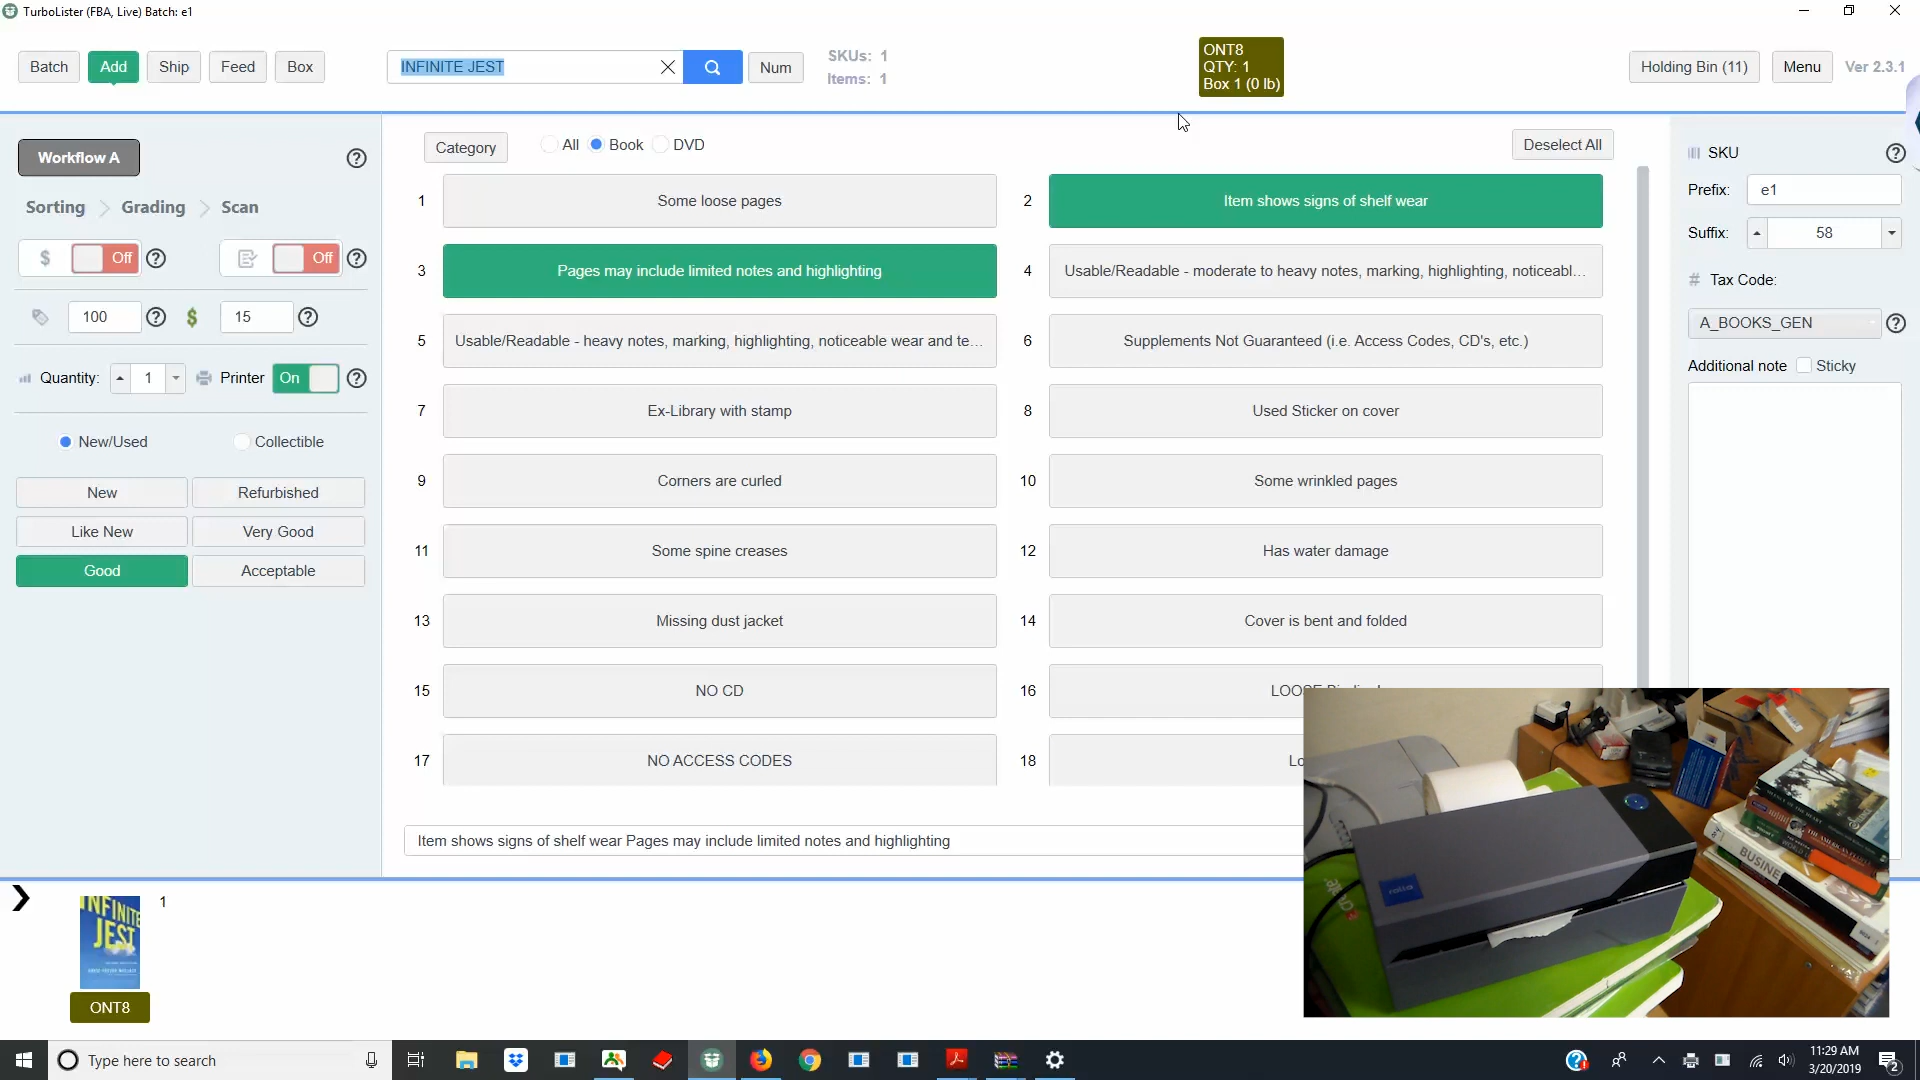 TurboLister (FBA, Live) Batch: e1
Batch
Add
Ship
Feed
Box
INFINITE JEST
Num
SKUs: 1
Items: 1
ONT8
QTY: 1
Box 1 (0 lb)
Holding Bin (11)
Menu
Ver 2.3.1
Workflow A
Sorting
Grading
Scan
$ Off
Off
100
$
15
Quantity:
1
Printer
On
New/Used
Collectible
New
Refurbished
Like New
Very Good
Good
Acceptable
Category
All
Book
DVD
Deselect All
1 Some loose pages
2 Item shows signs of shelf wear
3 Pages may include limited notes and highlighting
4 Usable/Readable - moderate to heavy notes, marking, highlighting, noticeabl...
5 Usable/Readable - heavy notes, marking, highlighting, noticeable wear and te...
6 Supplements Not Guaranteed (i.e. Access Codes, CD's, etc.)
7 Ex-Library with stamp
8 Used Sticker on cover
9 Corners are curled
10 Some wrinkled pages
11 Some spine creases
12 Has water damage
13 Missing dust jacket
14 Cover is bent and folded
15 NO CD
16
17 NO ACCESS CODES
18 Lo
Item shows signs of shelf wear Pages may include limited notes and highlighting
SKU
Prefix:
e1
Suffix:
58
# Tax Code:
A_BOOKS_GEN
Additional note
Sticky
INFINITE
JEST
1
ONT8
rollo
BUSINE
Type here to search
11:29 AM
3/20/2019
2